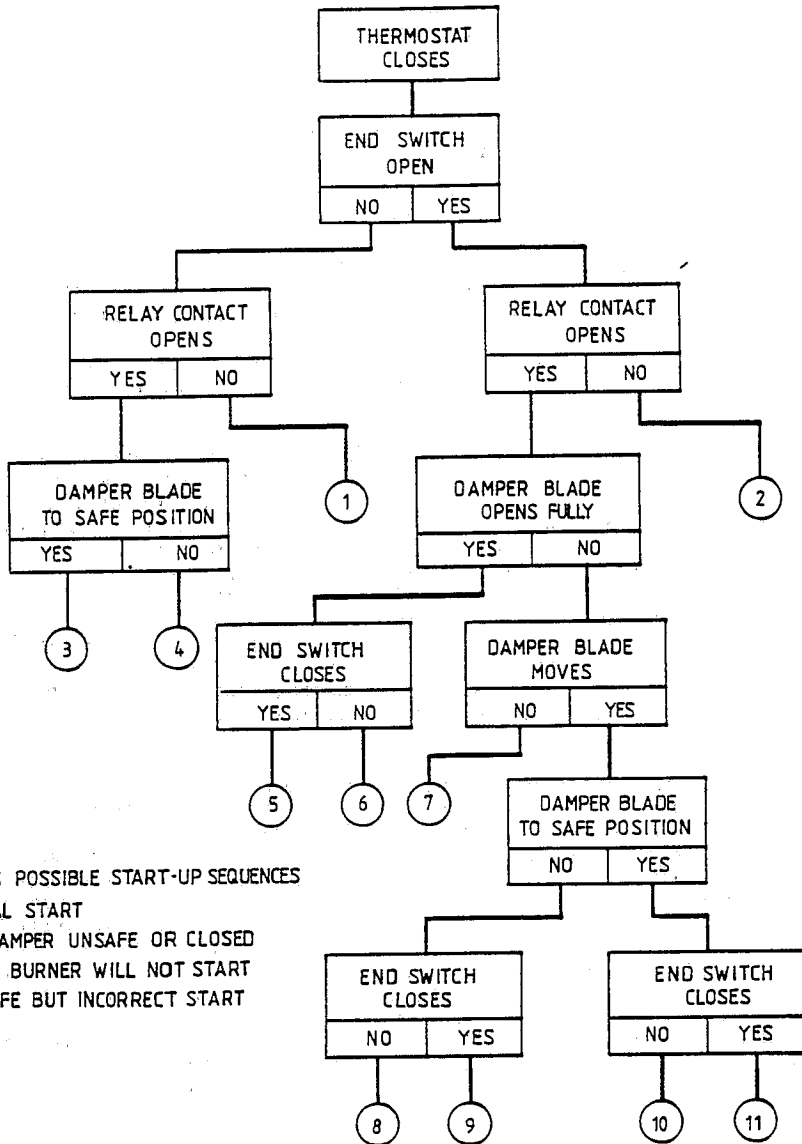 THERMOSTAT
CLOSES
END SWITCH
OPEN
NO YES
RELAY CONTACT
OPENS
YES NO
RELAY CONTACT
OPENS
YES NO
DAMPER BLADE
TO SAFE POSITION
YES NO
1
DAMPER BLADE
OPENS FULLY
YES NO
2
3
4
END SWITCH
CLOSES
YES NO
DAMPER BLADE
MOVES
NO YES
5
6
7
DAMPER BLADE
TO SAFE POSITION
NO YES
POSSIBLE START-UP SEQUENCES
START
UNSAFE OR CLOSED
BURNER WILL NOT START
BUT INCORRECT START
END SWITCH
CLOSES
NO YES
END SWITCH
CLOSES
NO YES
8
9
10
11